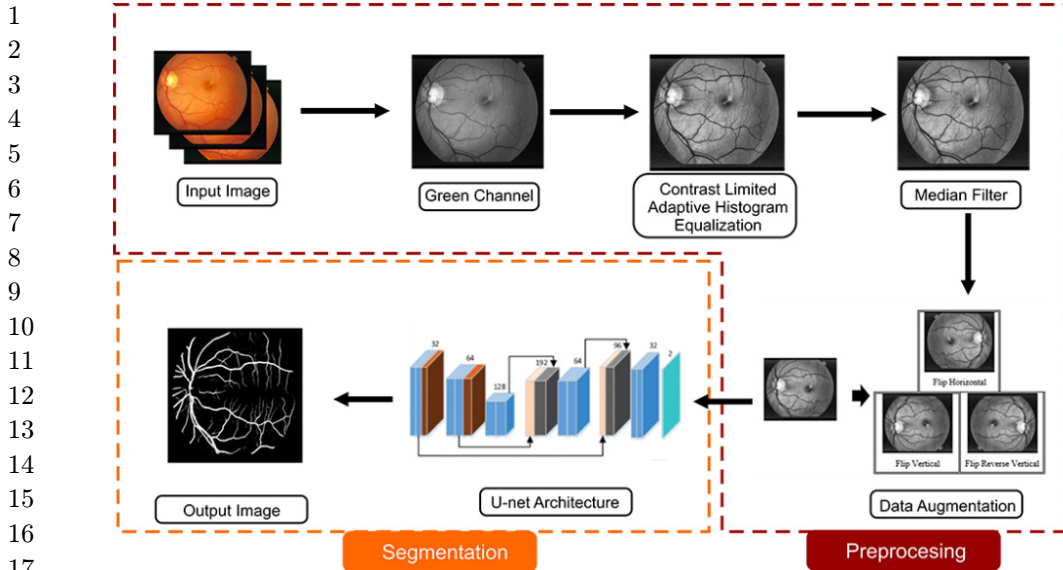 1
2
3
4
5
6
7
8
9
10
11
12
13
14
15
16
17
Input Image
Green Channel
Contrast Limited
Adaptive Histogram
Equalization
Median Filter
32
64
128
192
64
96
32
2
Flip Horizontal
Flip Vertical
Flip Reverse Vertical
Output Image
U-net Architecture
Data Augmentation
Segmentation
Preprocesing